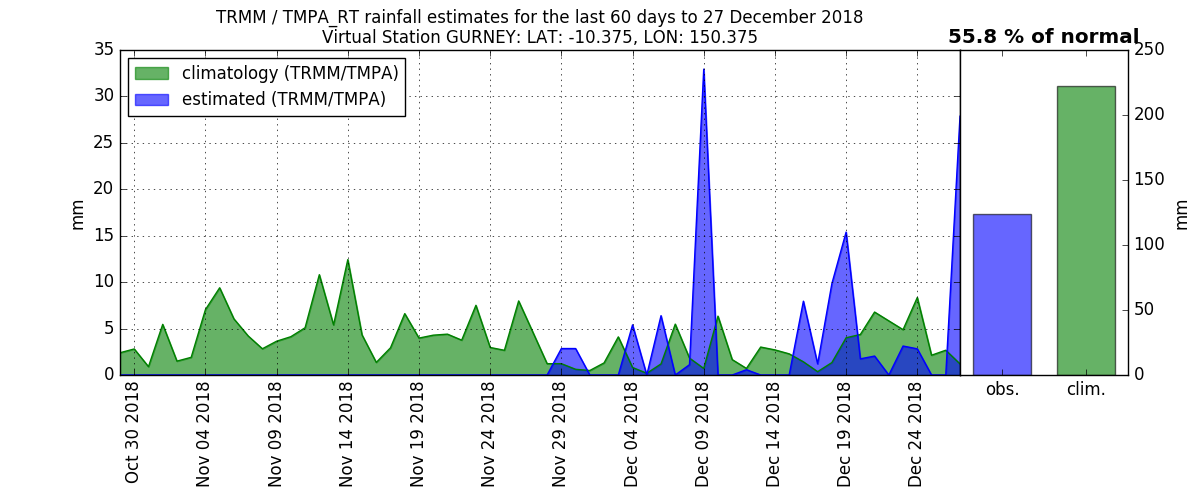 TRMM / TMPA_RT rainfall estimates for the last 60 days to 27 December 2018
Virtual Station GURNEY: LAT: -10.375, LON: 150.375
55.8 % of normal
climatology (TRMM/TMPA)
estimated (TRMM/TMPA)
35
30
25
20
15
10
5
0
mm
Oct 30 2018
Nov 04 2018
Nov 09 2018
Nov 14 2018
Nov 19 2018
Nov 24 2018
Nov 29 2018
Dec 04 2018
Dec 09 2018
Dec 14 2018
Dec 19 2018
Dec 24 2018
obs.
clim.
250
200
150
100
50
0
mm